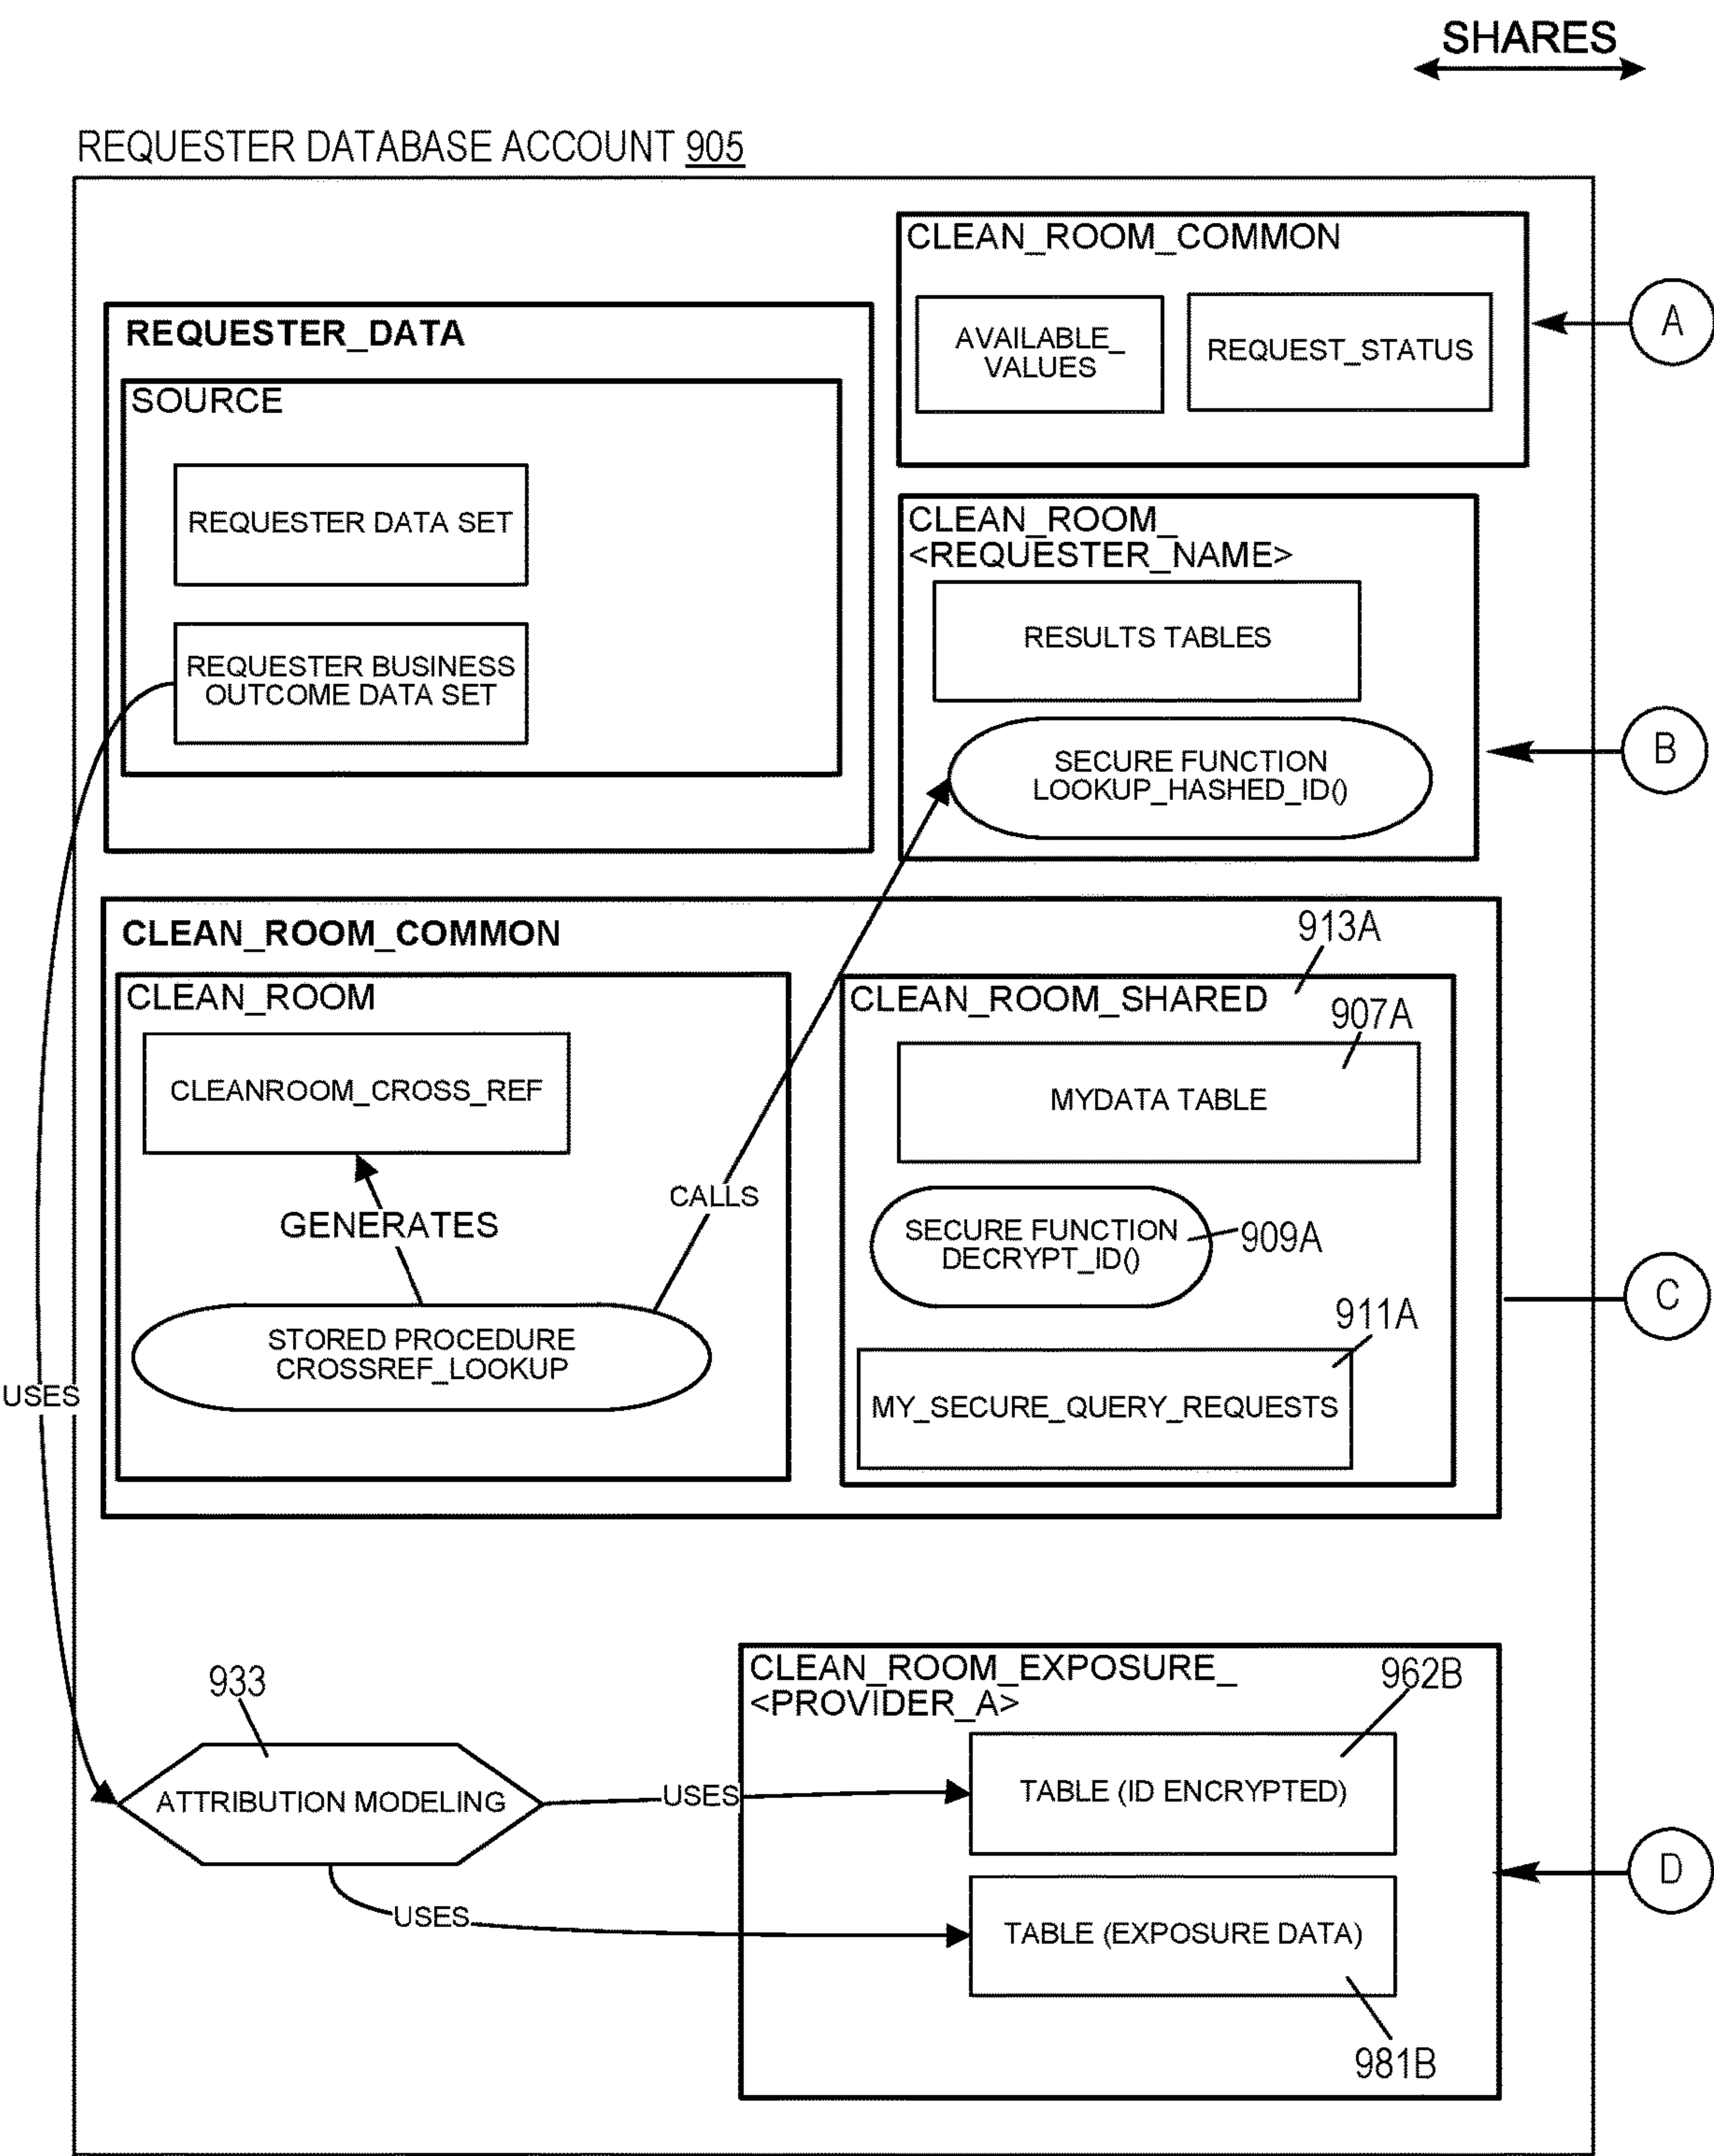 SHARES
REQUESTER DATABASE ACCOUNT 905
CLEAN_ROOM_COMMON
AVAILABLE_
VALUES
REQUEST_STATUS
A
REQUESTER_DATA
SOURCE
REQUESTER DATA SET
REQUESTER BUSINESS
OUTCOME DATA SET
CLEAN_ROOM_
<REQUESTER_NAME>
RESULTS TABLES
SECURE FUNCTION
LOOKUP_HASHED_ID()
B
CLEAN_ROOM_COMMON
CLEAN_ROOM
CLEANROOM_CROSS_REF
GENERATES
CALLS
STORED PROCEDURE
CROSSREF_LOOKUP
913A
CLEAN_ROOM_SHARED
907A
MYDATA TABLE
SECURE FUNCTION
DECRYPT_ID()
909A
911A
MY_SECURE_QUERY_REQUESTS
C
USES
933
ATTRIBUTION MODELING
USES
USES
CLEAN_ROOM_EXPOSURE_
<PROVIDER_A>
962B
TABLE (ID ENCRYPTED)
TABLE (EXPOSURE DATA)
981B
D